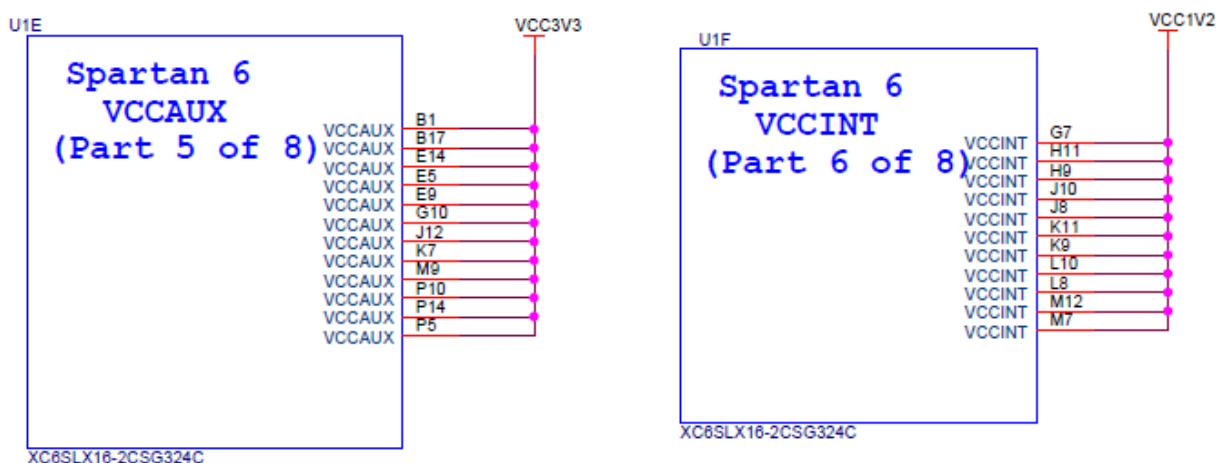 U1E
VCC3V3
Spartan 6
VCCAUX
(Part 5 of 8)
VCCAUX B1
VCCAUX B17
VCCAUX E14
VCCAUX E5
VCCAUX E9
VCCAUX G10
VCCAUX J12
VCCAUX K7
VCCAUX M9
VCCAUX P10
VCCAUX P14
VCCAUX P5
XC6SLX16-2CSG324C
U1F
VCC1V2
Spartan 6
VCCINT
(Part 6 of 8)
VCCINT G7
VCCINT H11
VCCINT H9
VCCINT J10
VCCINT J8
VCCINT K11
VCCINT K9
VCCINT L10
VCCINT L8
VCCINT M12
VCCINT M7
XC6SLX16-2CSG324C